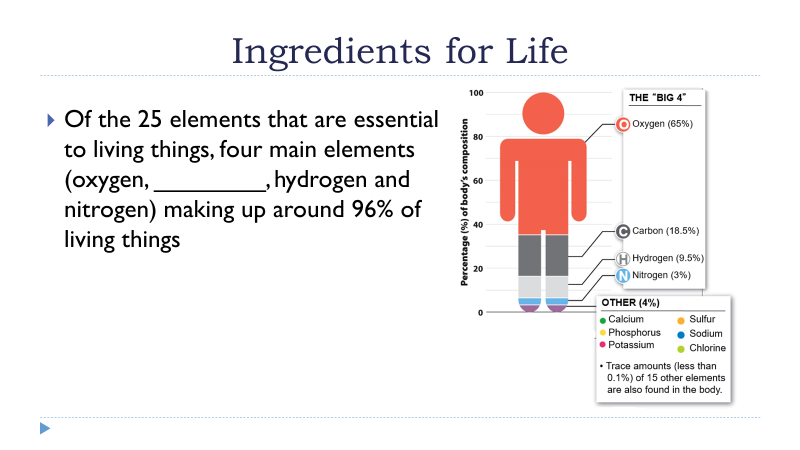 Ingredients for Life
Of the 25 elements that are essential
to living things, four main elements
(oxygen, _________, hydrogen and
nitrogen) making up around 96% of
living things
Percentage (%) of body's composition
100
80
60
40
20
0
THE "BIG 4"
O Oxygen (65%)
C Carbon (18.5%)
H Hydrogen (9.5%)
N Nitrogen (3%)
OTHER (4%)
Calcium Sulfur
Phosphorus Sodium
Potassium Chlorine
• Trace amounts (less than
0.1%) of 15 other elements
are also found in the body.